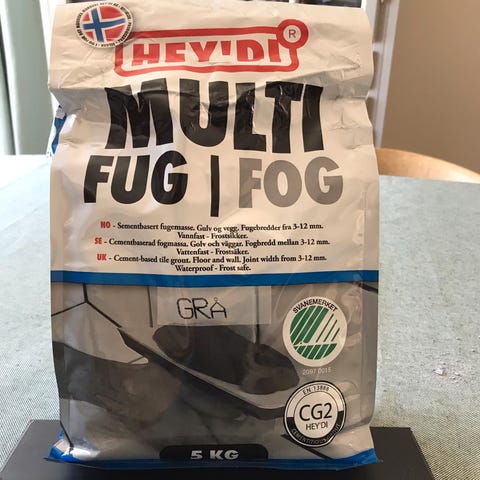 HEY'DI®
MULTI
FUG | FOG
NO - Sementbasert fugemasse. Gulv og vegg. Fugebredder fra 3-12 mm.
Vannfast - Frostsikker.
SE - Cementbaserad fogmassa. Golv och väggar. Fogbredd mellan 3-12 mm.
Vattenfast - Frostsäker.
UK - Cement-based tile grout. Floor and wall. Joint width from 3-12 mm.
Waterproof - Frost safe.
GRÅ
SVANEMERKET
2097 0015
EN 13888
CG2
HEY'DI
5 KG